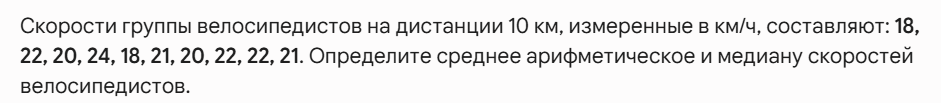 Скорости группы велосипедистов на дистанции 10 км, измеренные в км/ч, составляют: 18,
22, 20, 24, 18, 21, 20, 22, 22, 21. Определите среднее арифметическое и медиану скоростей
велосипедистов.